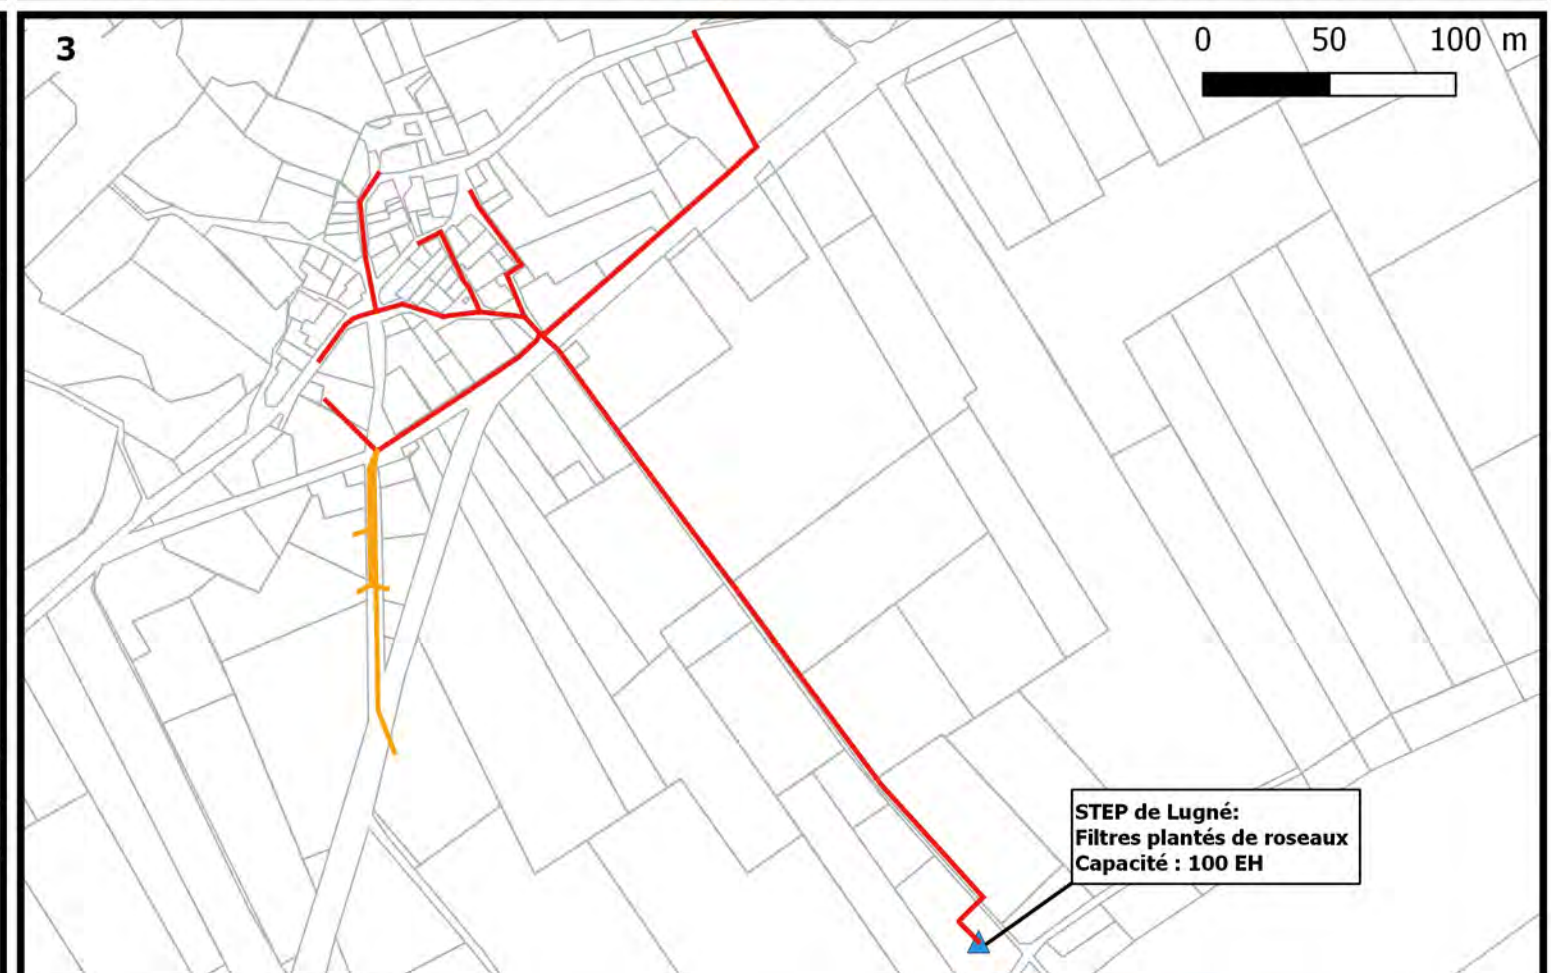 3
0 50 100 m
STEP de Lugné:
Filtres plantés de roseaux
Capacité : 100 EH